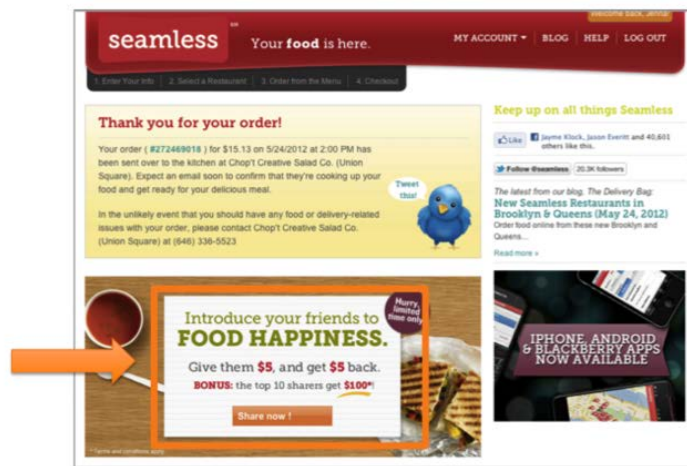 Welcome back, Jenna!
seamless
Your food is here.
MY ACCOUNT
BLOG
HELP
LOG OUT
1. Enter Your Info
2. Select a Restaurant
3. Order from the Menu
4. Checkout
Thank you for your order!
Your order ( #272469018 ) for $15.13 on 5/24/2012 at 2:00 PM has
been sent over to the kitchen at Chop't Creative Salad Co. (Union
Square). Expect an email soon to confirm that they're cooking up your
food and get ready for your delicious meal.
In the unlikely event that you should have any food or delivery-related
issues with your order, please contact Chop't Creative Salad Co.
(Union Square) at (646) 336-5523
Tweet
this!
Keep up on all things Seamless
Like
Jayme Klock, Jason Everitt and 40,601
others like this.
Follow @seamless
20.3K followers
The latest from our blog, The Delivery Bag:
New Seamless Restaurants in
Brooklyn & Queens (May 24, 2012)
Order food online from these new Brooklyn and
Queens...
Read more »
Introduce your friends to
FOOD HAPPINESS.
Give them $5, and get $5 back.
BONUS: the top 10 sharers get $100*!
Share now !
Hurry,
limited
time only
*Terms and conditions apply
IPHONE, ANDROID
& BLACKBERRY APPS
NOW AVAILABLE